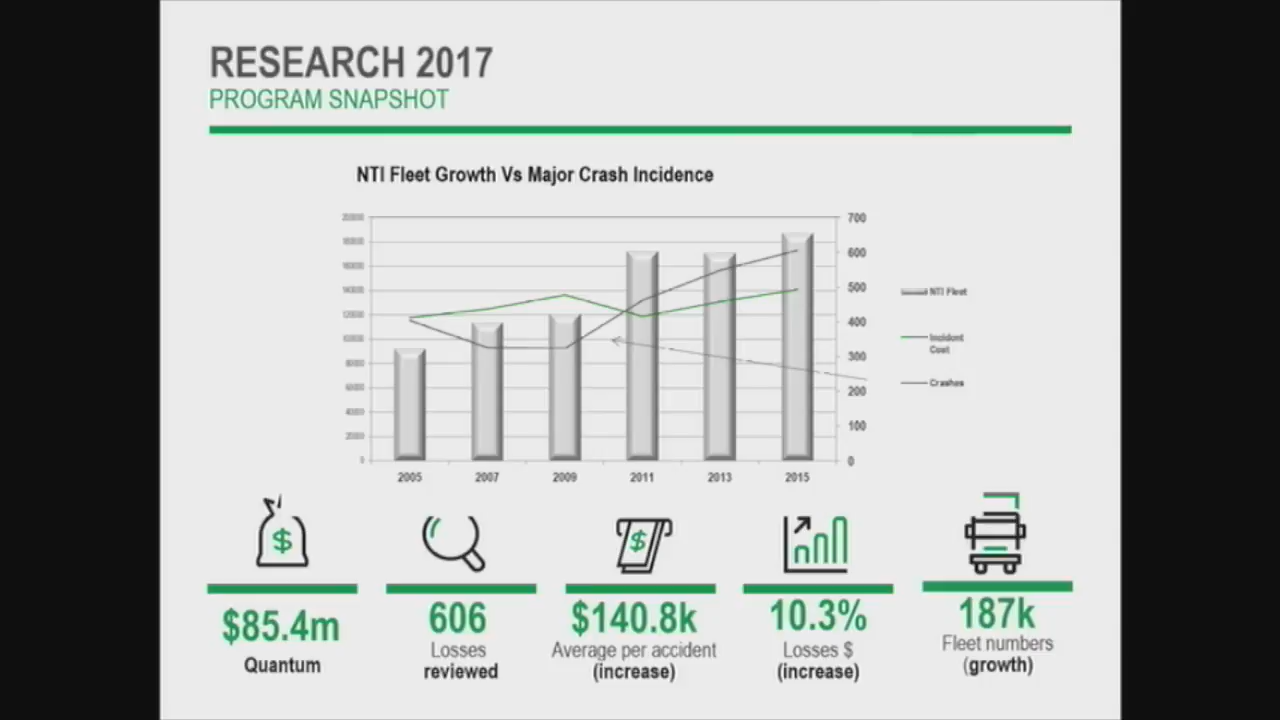 RESEARCH 2017
PROGRAM SNAPSHOT
NTI Fleet Growth Vs Major Crash Incidence
700
600
500
400
300
200
100
0
NTI Fleet
Incident
Cost
Crashes
2005 2007 2009 2011 2013 2015
$85.4m
Quantum
606
Losses
reviewed
$140.8k
Average per accident
(increase)
10.3%
Losses $
(increase)
187k
Fleet numbers
(growth)